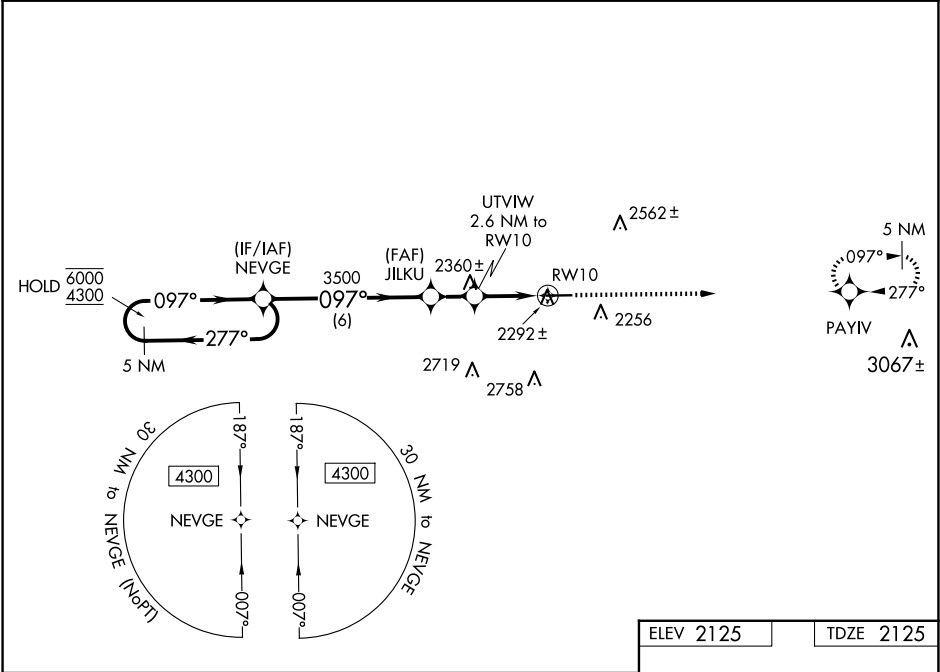 UTVIW
2.6 NM to
RW10
2562 ±
5 NM
(IF/IAF)
NEVGE
(FAF)
JILKU
2360 ±
HOLD
6000
4300
097°
3500
097°
(6)
RW10
097°
277°
277°
5 NM
2292 ±
2256
PAYIV
3067 ±
2719
2758
30 NM to NEVGE (NoPT)
187°
4300
NEVGE
007°
187°
4300
NEVGE
007°
30 NM to NEVGE
ELEV 2125
TDZE 2125